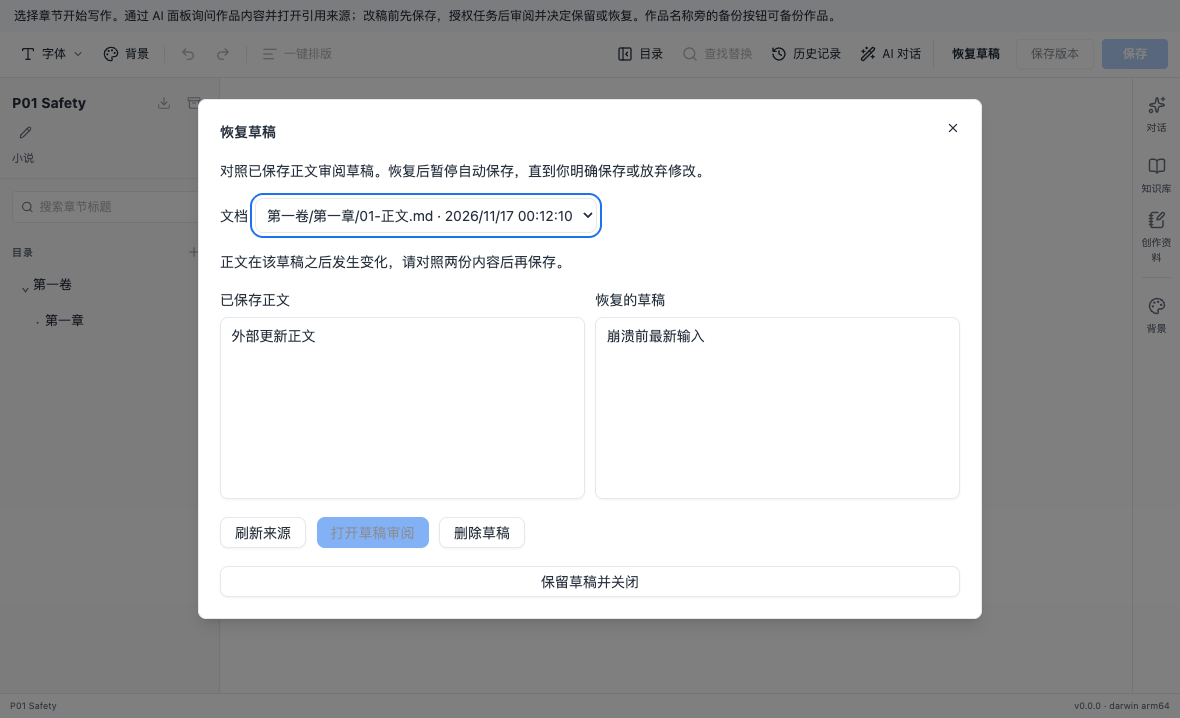 选择章节开始写作。通过 AI 面板询问作品内容并打开引用来源；改稿前先保存，授权任务后审阅并决定保留或恢复。作品名称旁的备份按钮可备份作品。
字体 背景 一键排版 目录 查找替换 历史记录 AI 对话 恢复草稿 保存版本 保存
P01 Safety
小说
搜索章节标题
目录
第一卷
第一章
恢复草稿
对照已保存正文审阅草稿。恢复后暂停自动保存，直到你明确保存或放弃修改。
文档 第一卷/第一章/01-正文.md · 2026/11/17 00:12:10
正文在该草稿之后发生变化，请对照两份内容后再保存。
已保存正文 恢复的草稿
外部更新正文 崩溃前最新输入
刷新来源 打开草稿审阅 删除草稿
保留草稿并关闭
对话
知识库
创作资
料
背景
P01 Safety v0.0.0 · darwin arm64